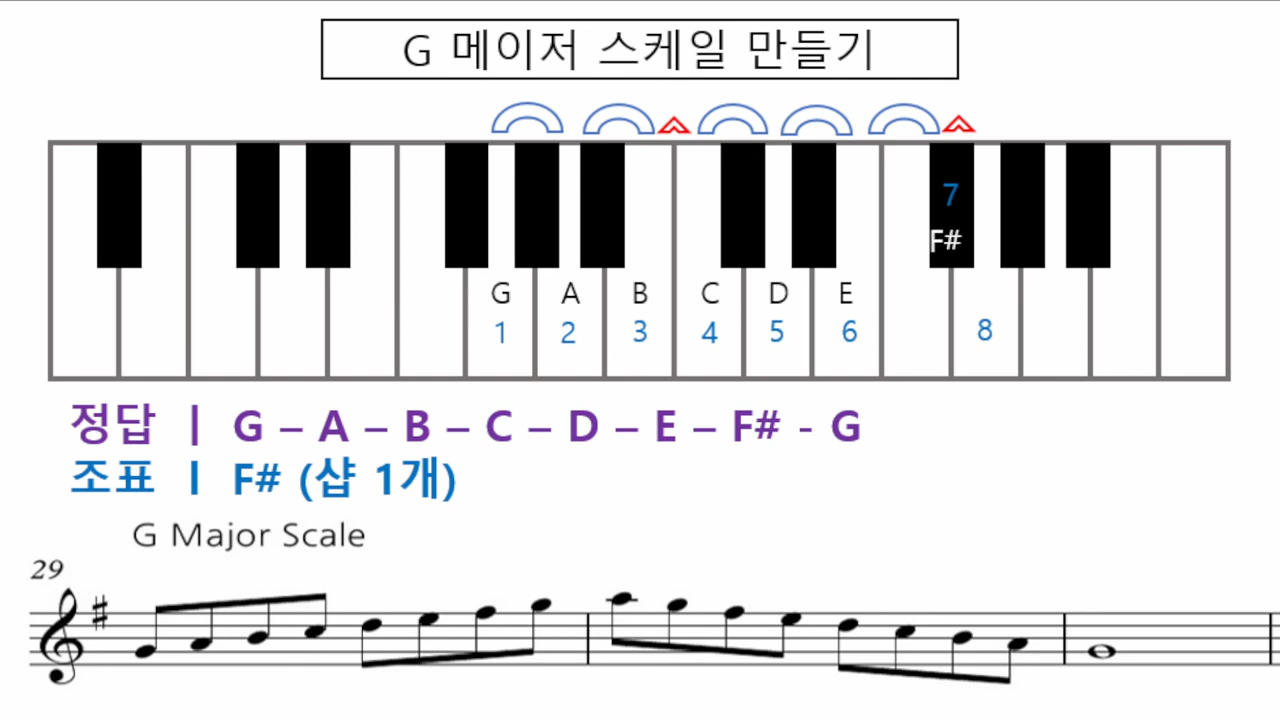 G 메이저 스케일 만들기
7
F#
G A B C D E
1 2 3 4 5 6 8
정답 | G – A – B – C – D – E – F# - G
조표 | F# (샵 1개)
G Major Scale
29